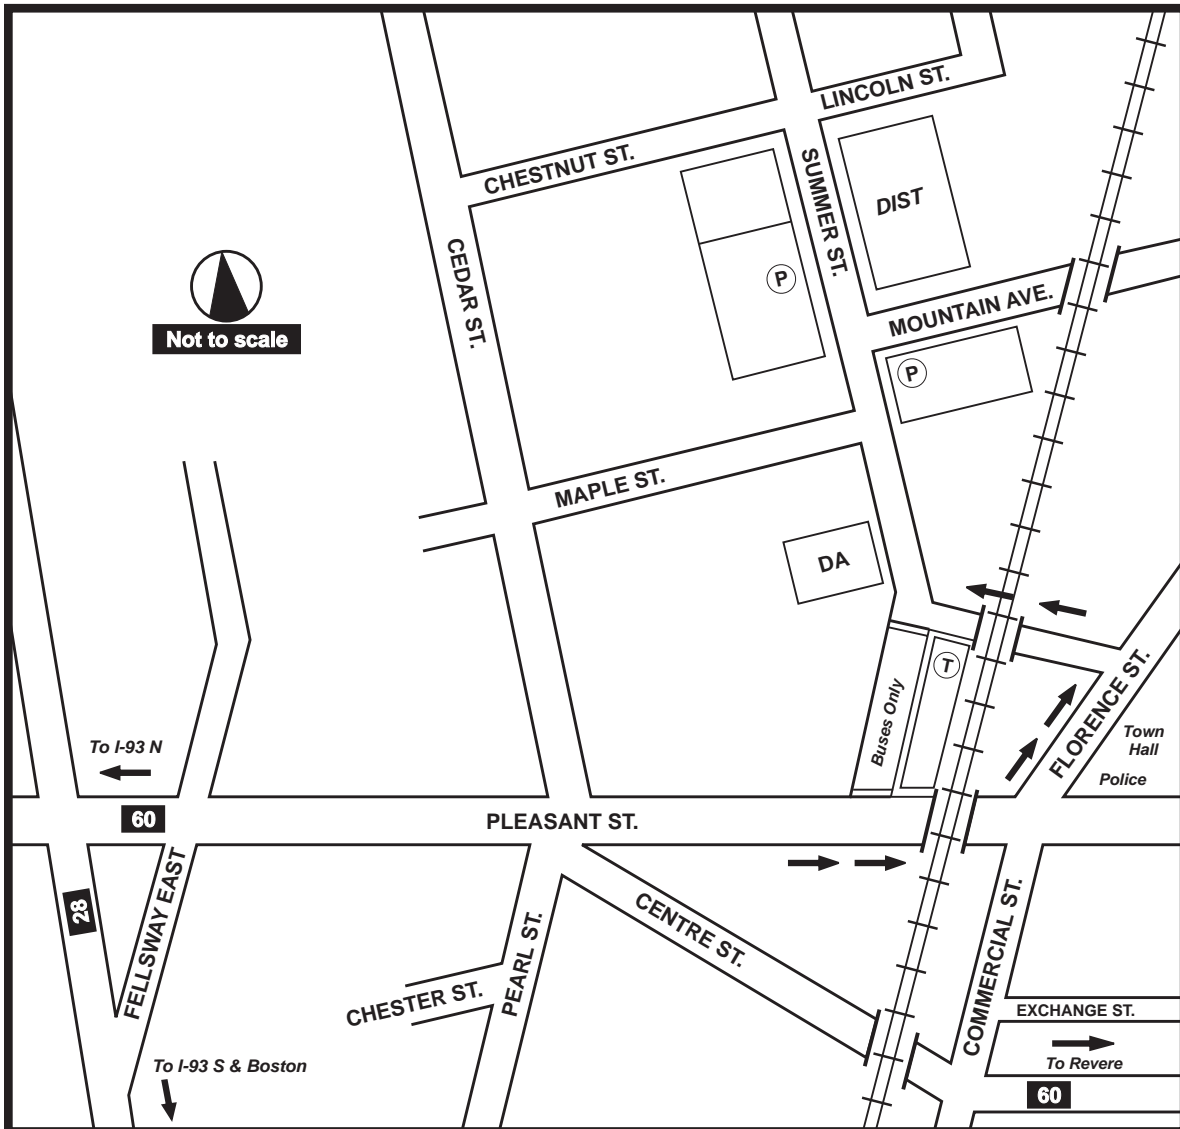 LINCOLN ST.
CHESTNUT ST.
SUMMER ST.
DIST
CEDAR ST.
P
MOUNTAIN AVE.
Not to scale
P
MAPLE ST.
DA
T
Buses Only
FLORENCE ST.
Town
Hall
Police
To I-93 N
60
PLEASANT ST.
28
FELLSWAY EAST
CENTRE ST.
PEARL ST.
CHESTER ST.
COMMERCIAL ST.
EXCHANGE ST.
To Revere
To I-93 S & Boston
60